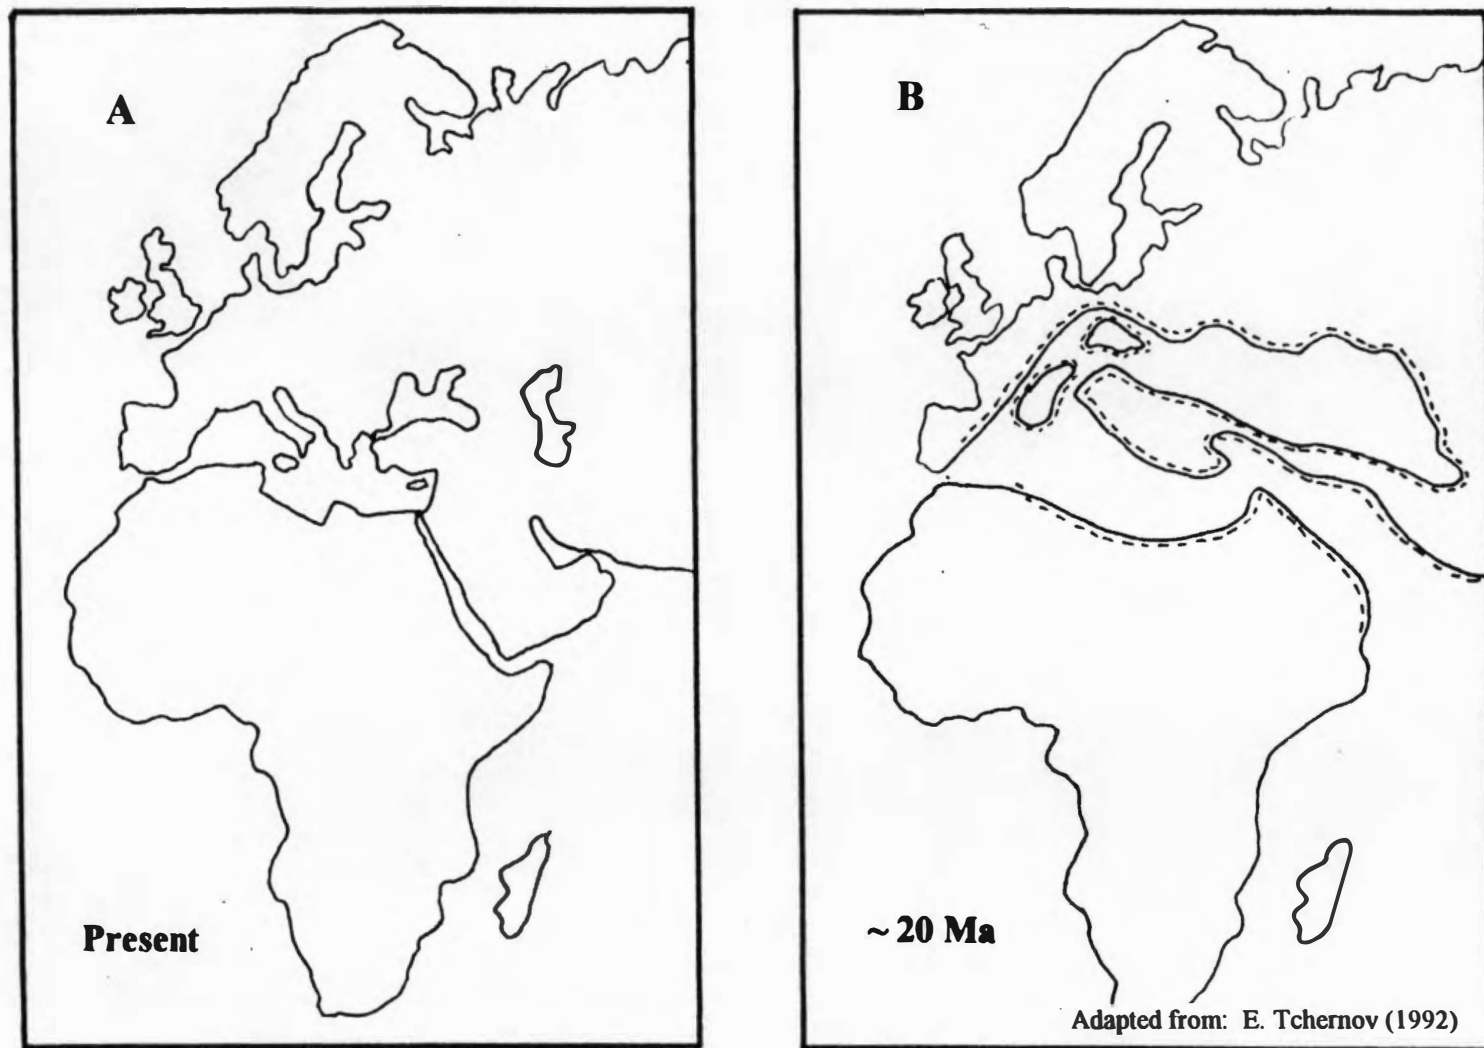 A
Present
B
~ 20 Ma
Adapted from: E. Tchernov (1992)